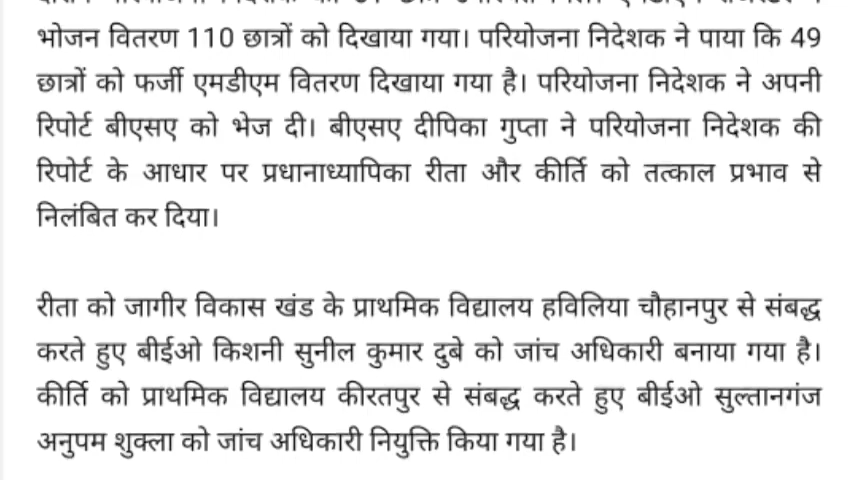 भोजन वितरण 110 छात्रों को दिखाया गया। परियोजना निदेशक ने पाया कि 49
छात्रों को फर्जी एमडीएम वितरण दिखाया गया है। परियोजना निदेशक ने अपनी
रिपोर्ट बीएसए को भेज दी। बीएसए दीपिका गुप्ता ने परियोजना निदेशक की
रिपोर्ट के आधार पर प्रधानाध्यापिका रीता और कीर्ति को तत्काल प्रभाव से
निलंबित कर दिया।
रीता को जागीर विकास खंड के प्राथमिक विद्यालय हविलिया चौहानपुर से संबद्ध
करते हुए बीईओ किशनी सुनील कुमार दुबे को जांच अधिकारी बनाया गया है।
कीर्ति को प्राथमिक विद्यालय कीरतपुर से संबद्ध करते हुए बीईओ सुल्तानगंज
अनुपम शुक्ला को जांच अधिकारी नियुक्ति किया गया है।